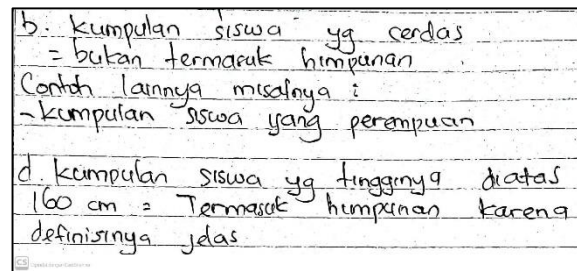 b. kumpulan siswa yg cerdas
= bukan termasuk himpunan
Contoh lainnya misalnya :
- kumpulan siswa yang perempuan
d. kumpulan siswa yg tingginya diatas
160 cm = Termasuk himpunan karena
definisinya jelas
CS